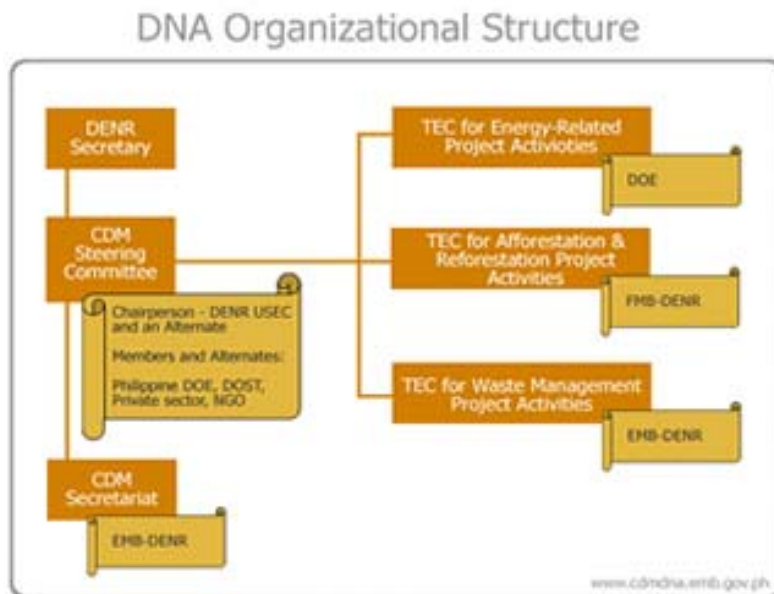 DNA Organizational Structure
DENR
Secretary
CDM
Steering
Committee
Chairperson - DENR USEC
and an Alternate
Members and Alternates:
Philippine DOE, DOST,
Private sector, NGO
CDM
Secretariat
EMB-DENR
TEC for Energy-Related
Project Activioties
DOE
TEC for Afforestation &
Reforestation Project
Activities
FMB-DENR
TEC for Waste Management
Project Activities
EMB-DENR
www.cdmdna.emb.gov.ph